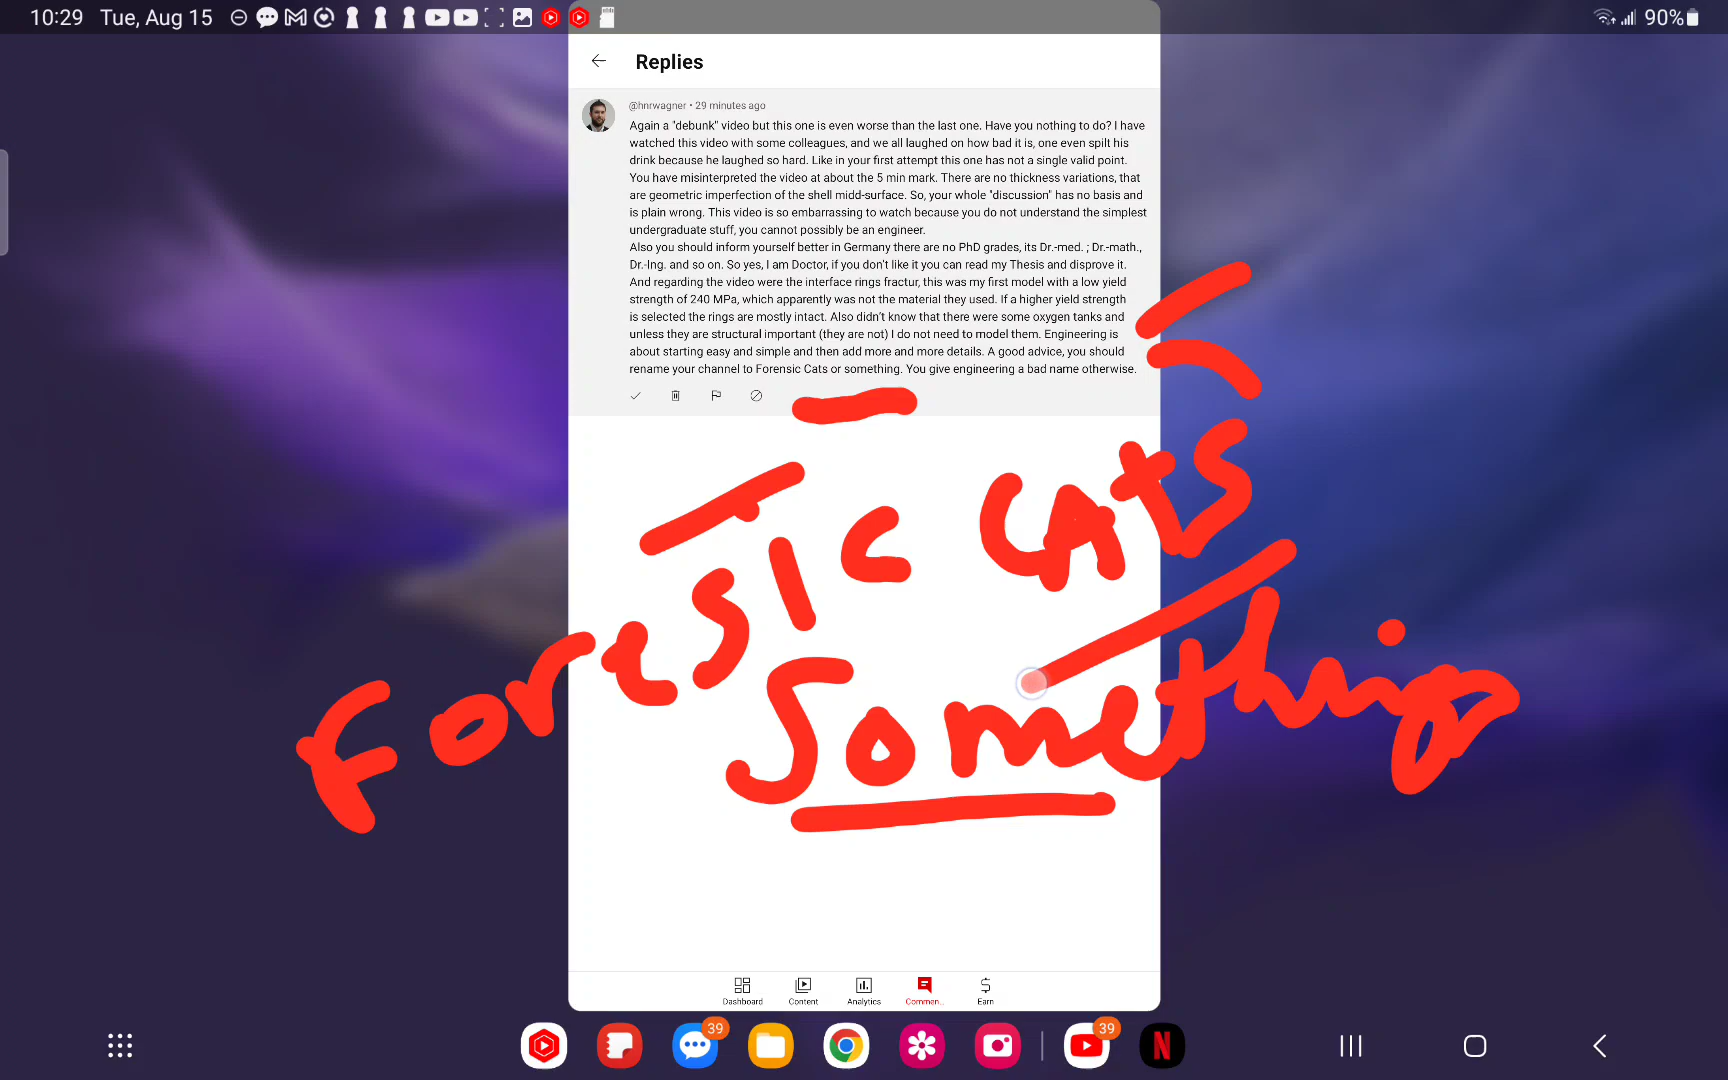 10:29 Tue, Aug 15
90%
Replies
@hnrwagner • 29 minutes ago
Again a "debunk" video but this one is even worse than the last one. Have you nothing to do? I have
watched this video with some colleagues, and we all laughed on how bad it is, one even spilt his
drink because he laughed so hard. Like in your first attempt this one has not a single valid point.
You have misinterpreted the video at about the 5 min mark. There are no thickness variations, that
are geometric imperfection of the shell midd-surface. So, your whole "discussion" has no basis and
is plain wrong. This video is so embarrassing to watch because you do not understand the simplest
undergraduate stuff, you cannot possibly be an engineer.
Also you should inform yourself better in Germany there are no PhD grades, its Dr.-med. ; Dr.-math.,
Dr.-Ing. and so on. So yes, I am Doctor, if you don't like it you can read my Thesis and disprove it.
And regarding the video were the interface rings fractur, this was my first model with a low yield
strength of 240 MPa, which apparently was not the material they used. If a higher yield strength
is selected the rings are mostly intact. Also didn't know that there were some oxygen tanks and
unless they are structural important (they are not) I do not need to model them. Engineering is
about starting easy and simple and then add more and more details. A good advice, you should
rename your channel to Forensic Cats or something. You give engineering a bad name otherwise.
Foresic CAts
Something
Dashboard Content Analytics Commen.. Earn
39 39